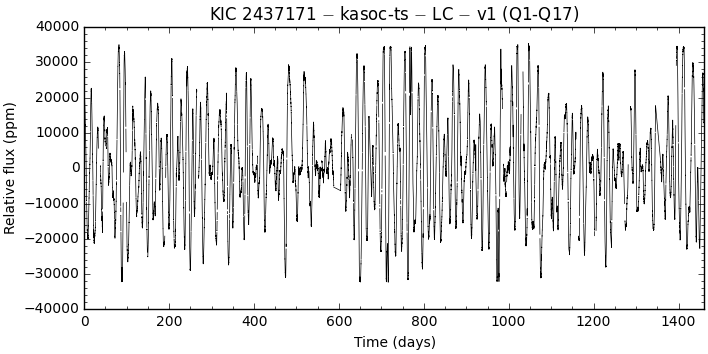 KIC 2437171 − kasoc-ts − LC − v1 (Q1-Q17)
40000
30000
20000
10000
0
−10000
−20000
−30000
−40000
Relative flux (ppm)
0 200 400 600 800 1000 1200 1400
Time (days)